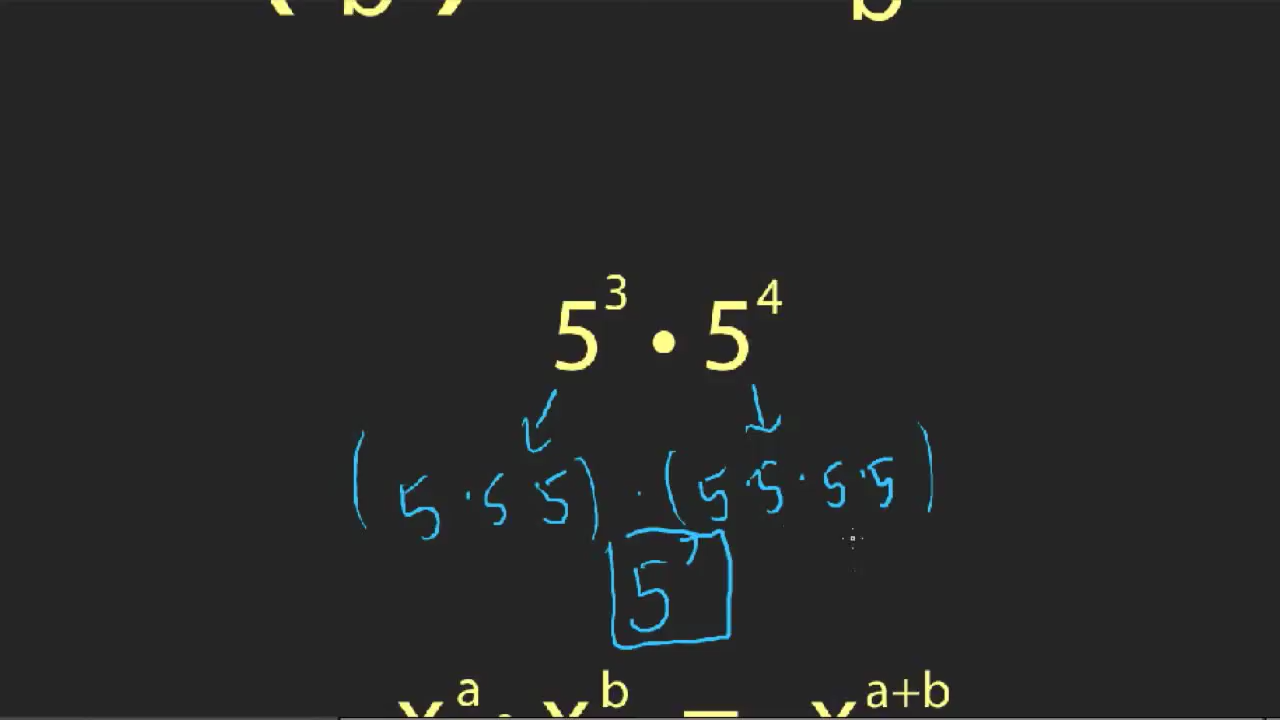 ( b ) b
5³ • 5⁴
(5 · 5 5) · (5 · 5 · 5 · 5)
5⁷
xᵃ · xᵇ = xᵃ⁺ᵇ